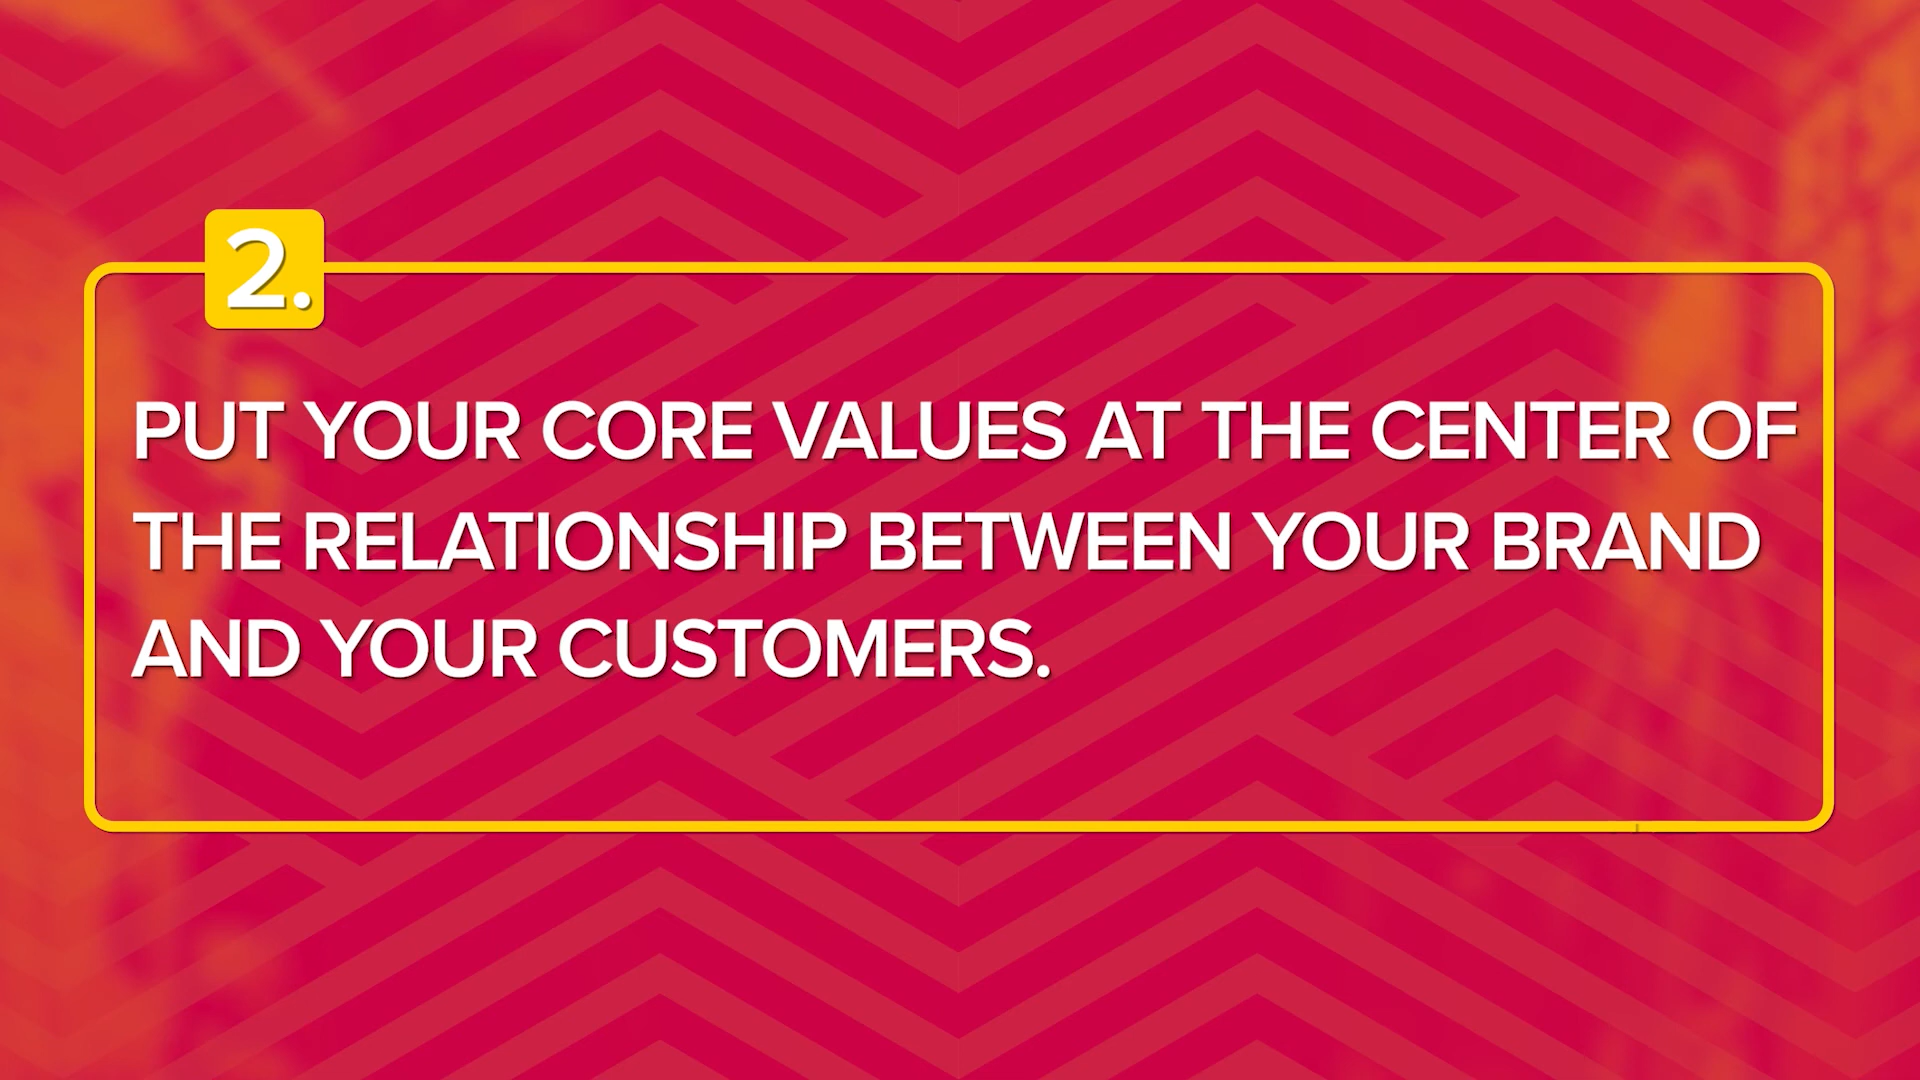 2.
PUT YOUR CORE VALUES AT THE CENTER OF
THE RELATIONSHIP BETWEEN YOUR BRAND
AND YOUR CUSTOMERS.